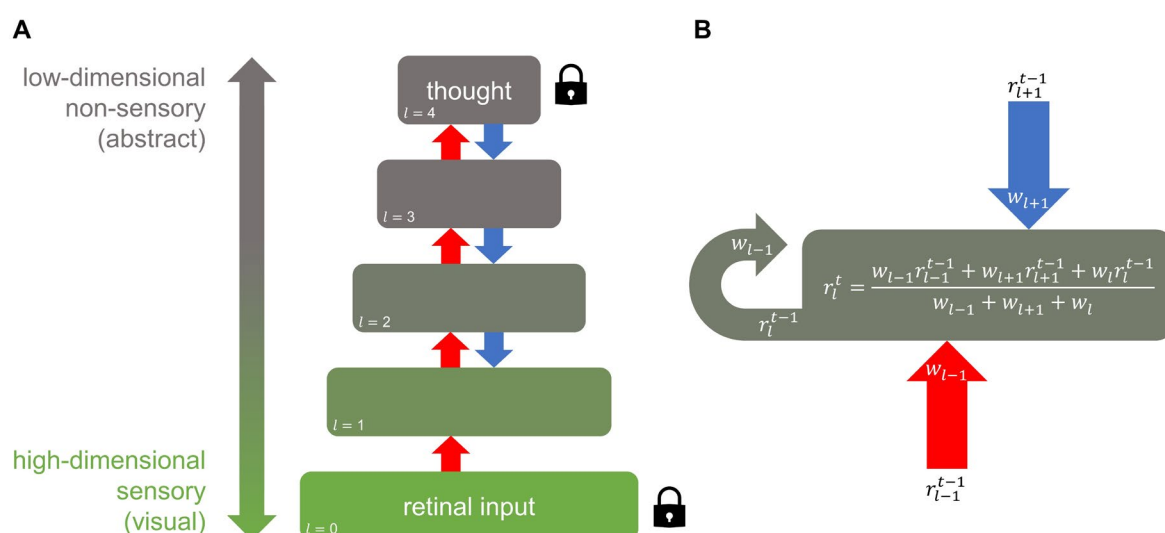 A
low-dimensional
non-sensory
(abstract)
high-dimensional
sensory
(visual)
thought
l = 4
l = 3
l = 2
l = 1
retinal input
l = 0
B
r_{l+1}^{t-1}
w_{l+1}
w_{l-1}
r_l^t = \frac{w_{l-1}r_{l-1}^{t-1} + w_{l+1}r_{l+1}^{t-1} + w_l r_l^{t-1}}{w_{l-1} + w_{l+1} + w_l}
r_l^{t-1}
w_{l-1}
r_{l-1}^{t-1}